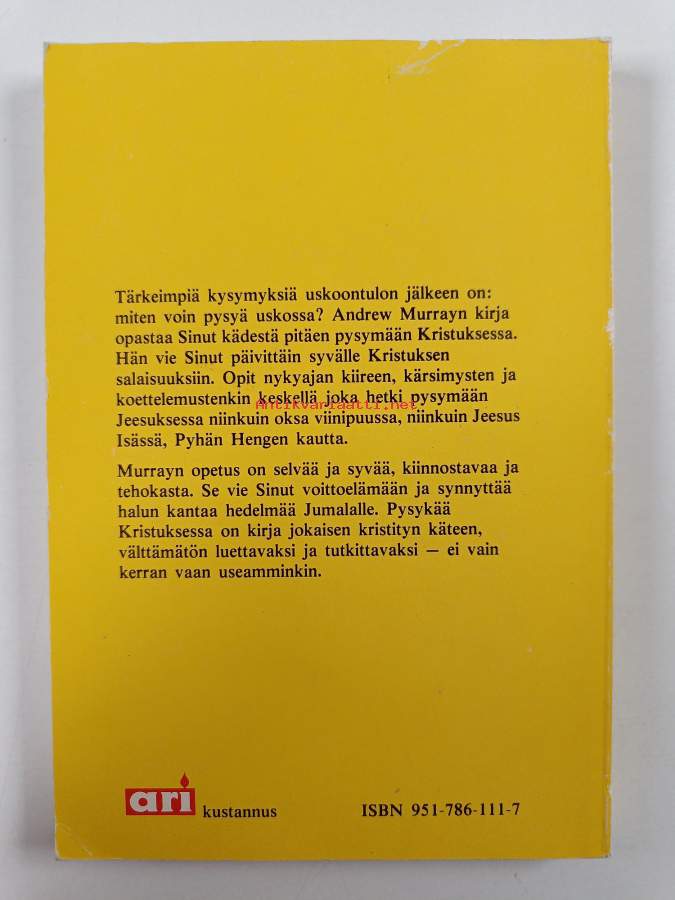 Tärkeimpiä kysymyksiä uskoontulon jälkeen on:
miten voin pysyä uskossa? Andrew Murrayn kirja
opastaa Sinut kädestä pitäen pysymään Kristuksessa.
Hän vie Sinut päivittäin syvälle Kristuksen
salaisuuksiin. Opit nykyajan kiireen, kärsimysten ja
koettelemustenkin keskellä joka hetki pysymään
Antikvariaatti.net
Jeesuksessa niinkuin oksa viinipuussa, niinkuin Jeesus
Isässä, Pyhän Hengen kautta.
Murrayn opetus on selvää ja syvää, kiinnostavaa ja
tehokasta. Se vie Sinut voittoelämään ja synnyttää
halun kantaa hedelmää Jumalalle. Pysykää
Kristuksessa on kirja jokaisen kristityn käteen,
välttämätön luettavaksi ja tutkittavaksi — ei vain
kerran vaan useamminkin.
ari kustannus
ISBN 951-786-111-7